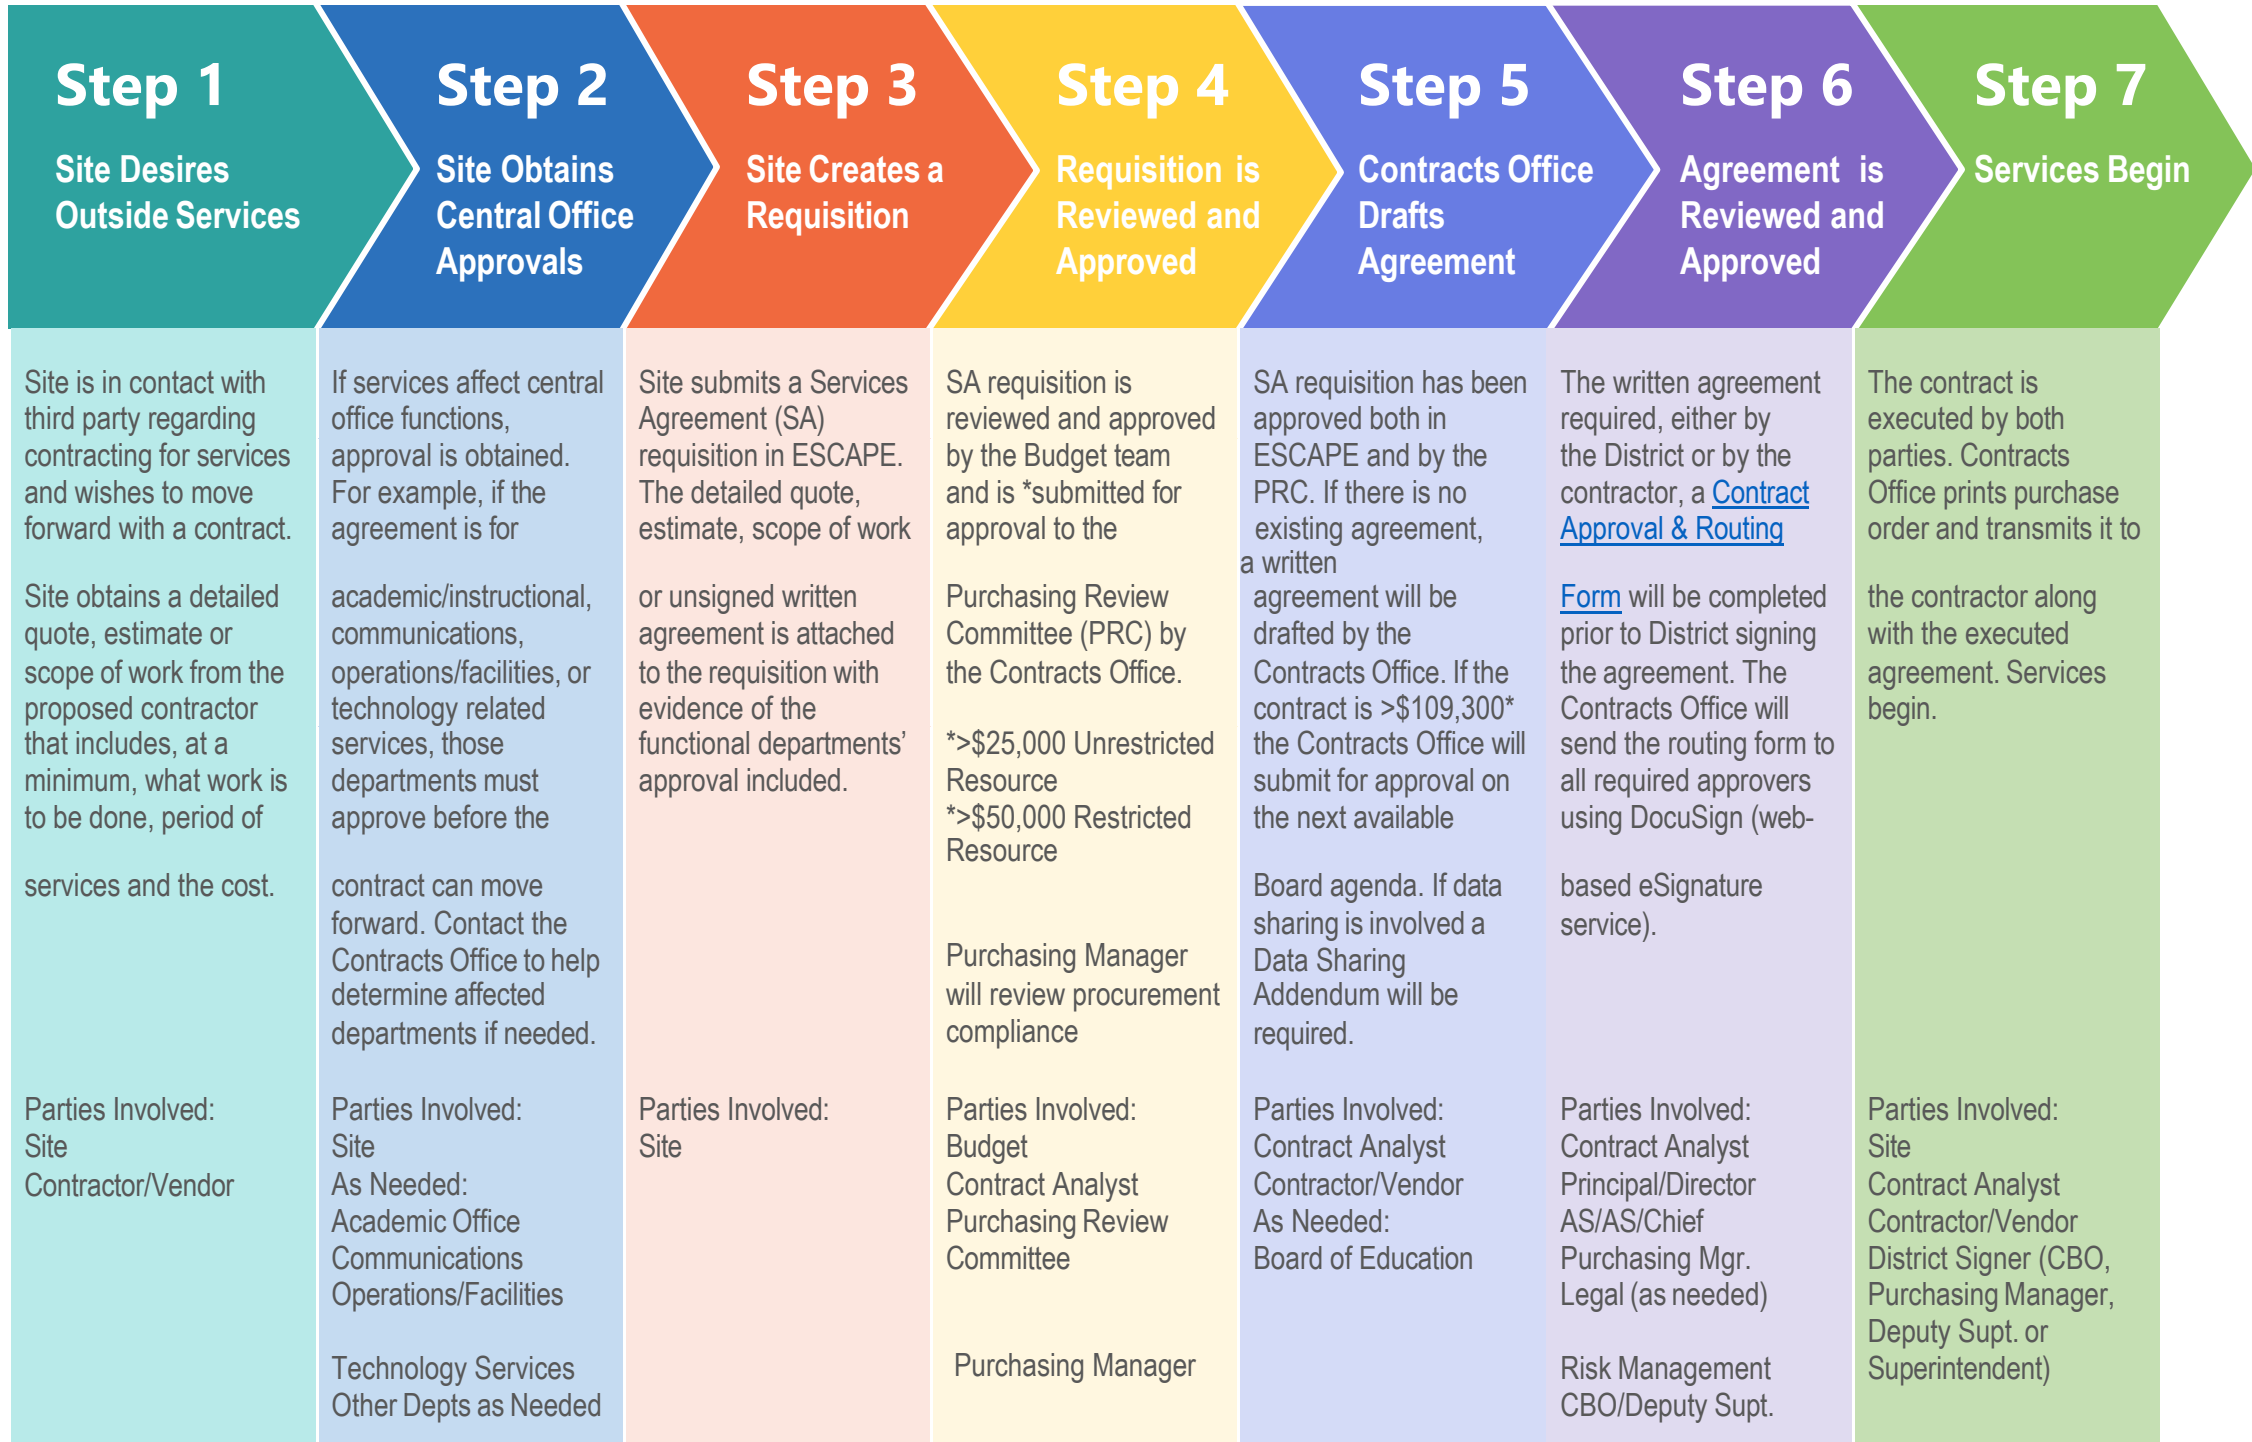 Step 1
Site Desires
Outside Services
Step 2
Site Obtains
Central Office
Approvals
Step 3
Site Creates a
Requisition
Step 4
Requisition is
Reviewed and
Approved
Step 5
Contracts Office
Drafts
Agreement
Step 6
Agreement is
Reviewed and
Approved
Step 7
Services Begin
Site is in contact with
third party regarding
contracting for services
and wishes to move
forward with a contract.
Site obtains a detailed
quote, estimate or
scope of work from the
proposed contractor
that includes, at a
minimum, what work is
to be done, period of
services and the cost.
Parties Involved:
Site
Contractor/Vendor
If services affect central
office functions,
approval is obtained.
For example, if the
agreement is for
academic/instructional,
communications,
operations/facilities, or
technology related
services, those
departments must
approve before the
contract can move
forward. Contact the
Contracts Office to help
determine affected
departments if needed.
Parties Involved:
Site
As Needed:
Academic Office
Communications
Operations/Facilities
Technology Services
Other Depts as Needed
Site submits a Services
Agreement (SA)
requisition in ESCAPE.
The detailed quote,
estimate, scope of work
or unsigned written
agreement is attached
to the requisition with
evidence of the
functional departments’
approval included.
Parties Involved:
Site
SA requisition is
reviewed and approved
by the Budget team
and is *submitted for
approval to the
Purchasing Review
Committee (PRC) by
the Contracts Office.
*>$25,000 Unrestricted
Resource
*>$50,000 Restricted
Resource
Purchasing Manager
will review procurement
compliance
Parties Involved:
Budget
Contract Analyst
Purchasing Review
Committee
Purchasing Manager
SA requisition has been
approved both in
ESCAPE and by the
PRC. If there is no
existing agreement,
a written
agreement will be
drafted by the
Contracts Office. If the
contract is >$109,300*
the Contracts Office will
submit for approval on
the next available
Board agenda. If data
sharing is involved a
Data Sharing
Addendum will be
required.
Parties Involved:
Contract Analyst
Contractor/Vendor
As Needed:
Board of Education
The written agreement
required, either by
the District or by the
contractor, a Contract
Approval & Routing
Form will be completed
prior to District signing
the agreement. The
Contracts Office will
send the routing form to
all required approvers
using DocuSign (web-
based eSignature
service).
Parties Involved:
Contract Analyst
Principal/Director
AS/AS/Chief
Purchasing Mgr.
Legal (as needed)
Risk Management
CBO/Deputy Supt.
The contract is
executed by both
parties. Contracts
Office prints purchase
order and transmits it to
the contractor along
with the executed
agreement. Services
begin.
Parties Involved:
Site
Contract Analyst
Contractor/Vendor
District Signer (CBO,
Purchasing Manager,
Deputy Supt. or
Superintendent)